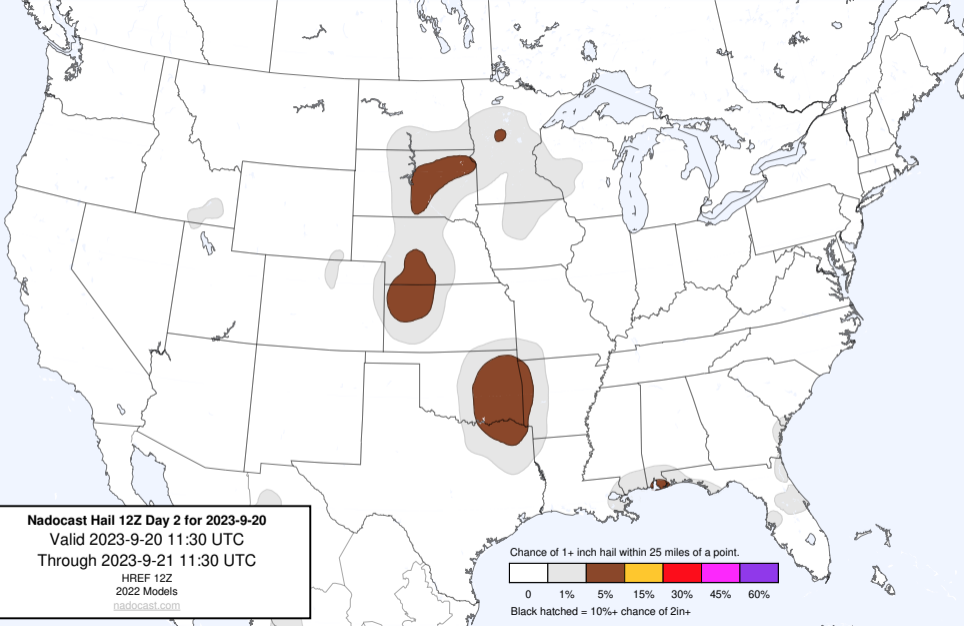 Nadocast Hail 12Z Day 2 for 2023-9-20
Valid 2023-9-20 11:30 UTC
Through 2023-9-21 11:30 UTC
HREF 12Z
2022 Models
nadocast.com
Chance of 1+ inch hail within 25 miles of a point.
0 1% 5% 15% 30% 45% 60%
Black hatched = 10%+ chance of 2in+